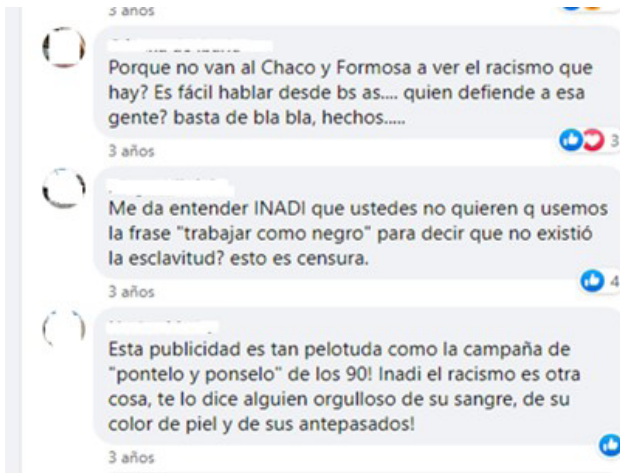 3 años
Porque no van al Chaco y Formosa a ver el racismo que
hay? Es fácil hablar desde bs as.... quien defiende a esa
gente? basta de bla bla, hechos.....
3
3 años
Me da entender INADI que ustedes no quieren q usemos
la frase "trabajar como negro" para decir que no existió
la esclavitud? esto es censura.
4
3 años
Esta publicidad es tan pelotuda como la campaña de
"pontelo y ponselo" de los 90! Inadi el racismo es otra
cosa, te lo dice alguien orgulloso de su sangre, de su
color de piel y de sus antepasados!
3 años